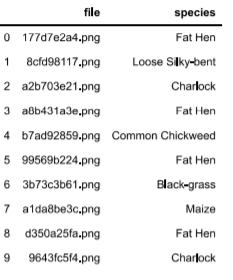 file species
0 177d7e2a4.png Fat Hen
1 8cfd98117.png Loose Silky-bent
2 a2b703e21.png Charlock
3 a8b431a3e.png Fat Hen
4 b7ad92859.png Common Chickweed
5 99569b224.png Fat Hen
6 3b73c3b61.png Black-grass
7 a1da8be3c.png Maize
8 d350a25fa.png Fat Hen
9 9643fc5f4.png Charlock